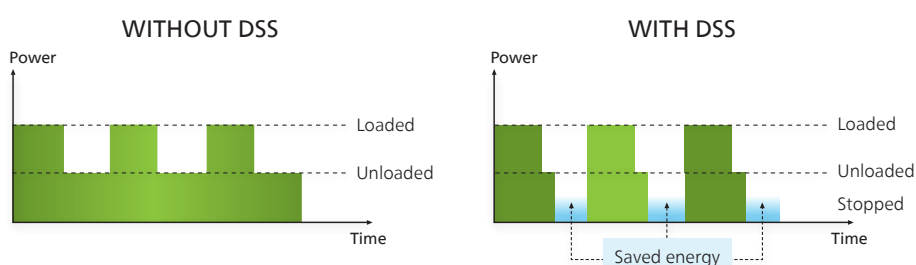 WITHOUT DSS
Power
Loaded
Unloaded
Time
WITH DSS
Power
Loaded
Unloaded
Stopped
Time
Saved energy